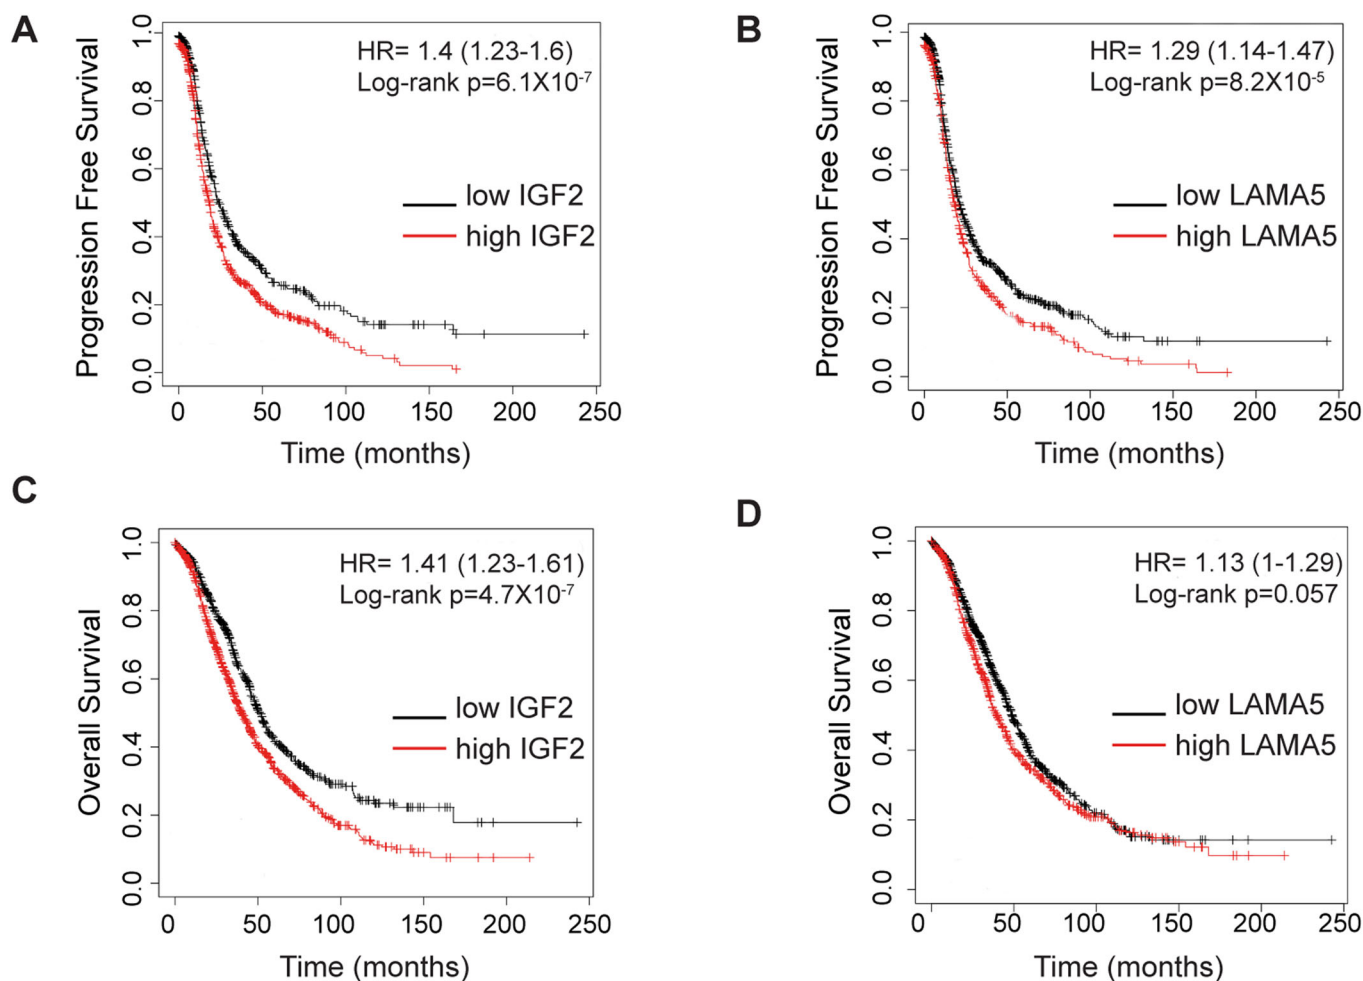 A
Progression Free Survival
1.0
0.8
0.6
0.4
0.2
0.0
HR= 1.4 (1.23-1.6)
Log-rank p=6.1X10⁻⁷
low IGF2
high IGF2
0 50 100 150 200 250
Time (months)
B
Progression Free Survival
1.0
0.8
0.6
0.4
0.2
0.0
HR= 1.29 (1.14-1.47)
Log-rank p=8.2X10⁻⁵
low LAMA5
high LAMA5
0 50 100 150 200 250
Time (months)
C
Overall Survival
1.0
0.8
0.6
0.4
0.2
0.0
HR= 1.41 (1.23-1.61)
Log-rank p=4.7X10⁻⁷
low IGF2
high IGF2
0 50 100 150 200 250
Time (months)
D
Overall Survival
1.0
0.8
0.6
0.4
0.2
0.0
HR= 1.13 (1-1.29)
Log-rank p=0.057
low LAMA5
high LAMA5
0 50 100 150 200 250
Time (months)